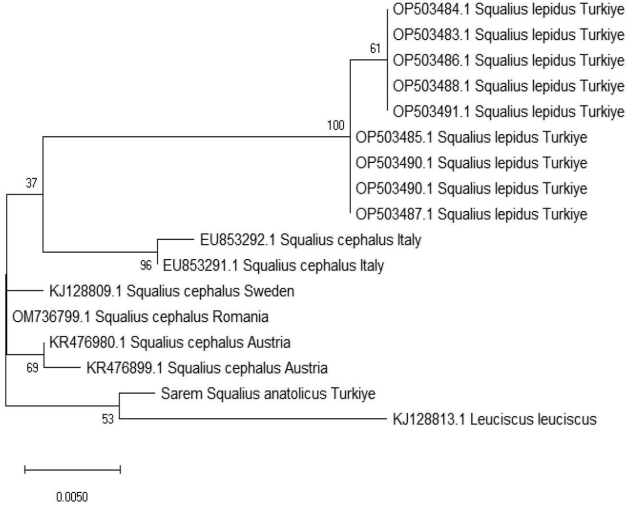 OP503484.1 Squalius lepidus Turkiye
61
OP503483.1 Squalius lepidus Turkiye
OP503486.1 Squalius lepidus Turkiye
OP503488.1 Squalius lepidus Turkiye
OP503491.1 Squalius lepidus Turkiye
100
OP503485.1 Squalius lepidus Turkiye
OP503490.1 Squalius lepidus Turkiye
37
OP503490.1 Squalius lepidus Turkiye
OP503487.1 Squalius lepidus Turkiye
EU853292.1 Squalius cephalus Italy
96
EU853291.1 Squalius cephalus Italy
KJ128809.1 Squalius cephalus Sweden
OM736799.1 Squalius cephalus Romania
KR476980.1 Squalius cephalus Austria
69
KR476899.1 Squalius cephalus Austria
Sarem Squalius anatolicus Turkiye
53
KJ128813.1 Leuciscus leuciscus
0.0050